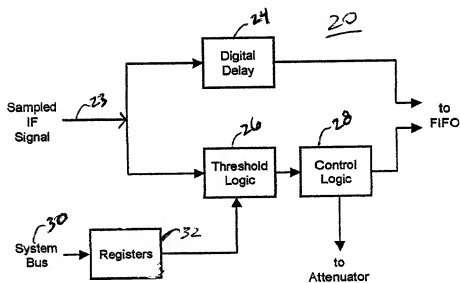 24
20
Digital
Delay
23
Sampled
IF
Signal
to
FIFO
26
28
Threshold
Logic
Control
Logic
30
32
System
Bus
Registers
to
Attenuator